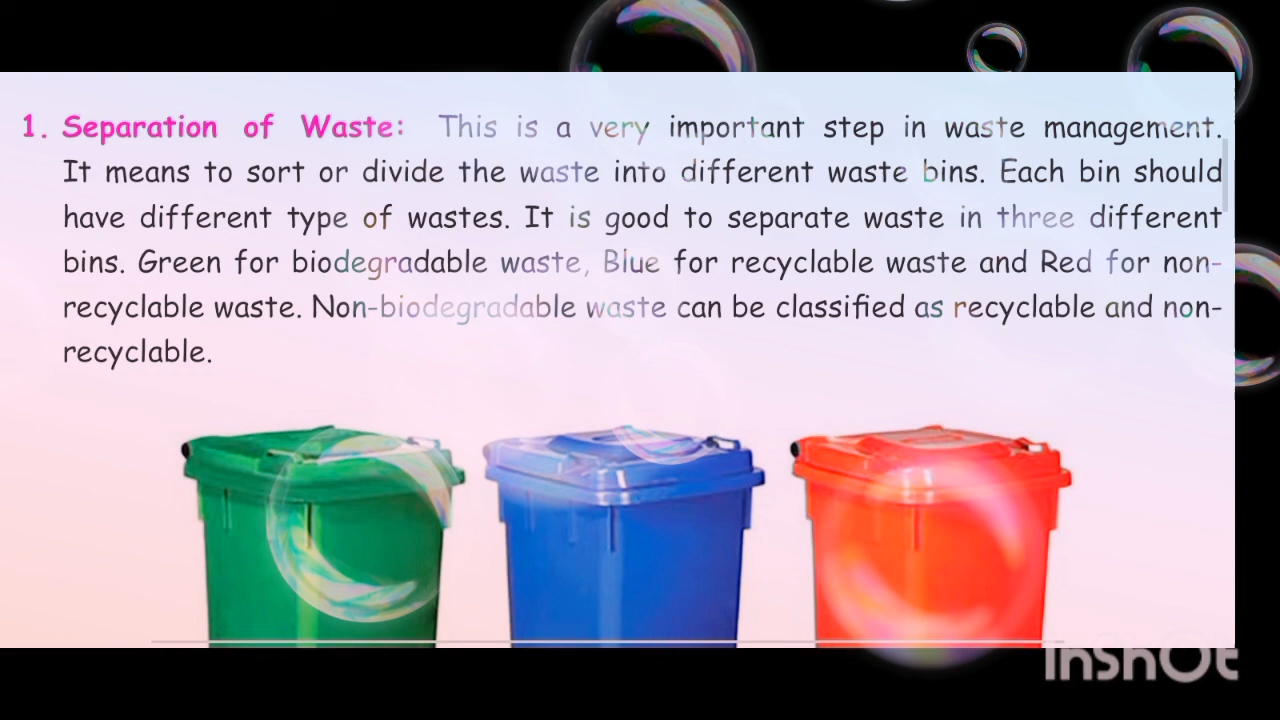 1. Separation of Waste: This is a very important step in waste management.
It means to sort or divide the waste into different waste bins. Each bin should
have different type of wastes. It is good to separate waste in three different
bins. Green for biodegradable waste, Blue for recyclable waste and Red for non-
recyclable waste. Non-biodegradable waste can be classified as recyclable and non-
recyclable.
InShOt